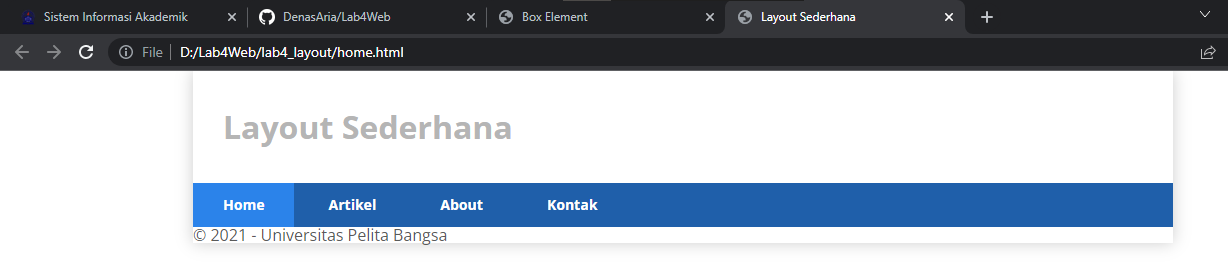 Sistem Informasi Akademik
DenasAria/Lab4Web
Box Element
Layout Sederhana
File D:/Lab4Web/lab4_layout/home.html
Layout Sederhana
Home Artikel About Kontak
© 2021 - Universitas Pelita Bangsa